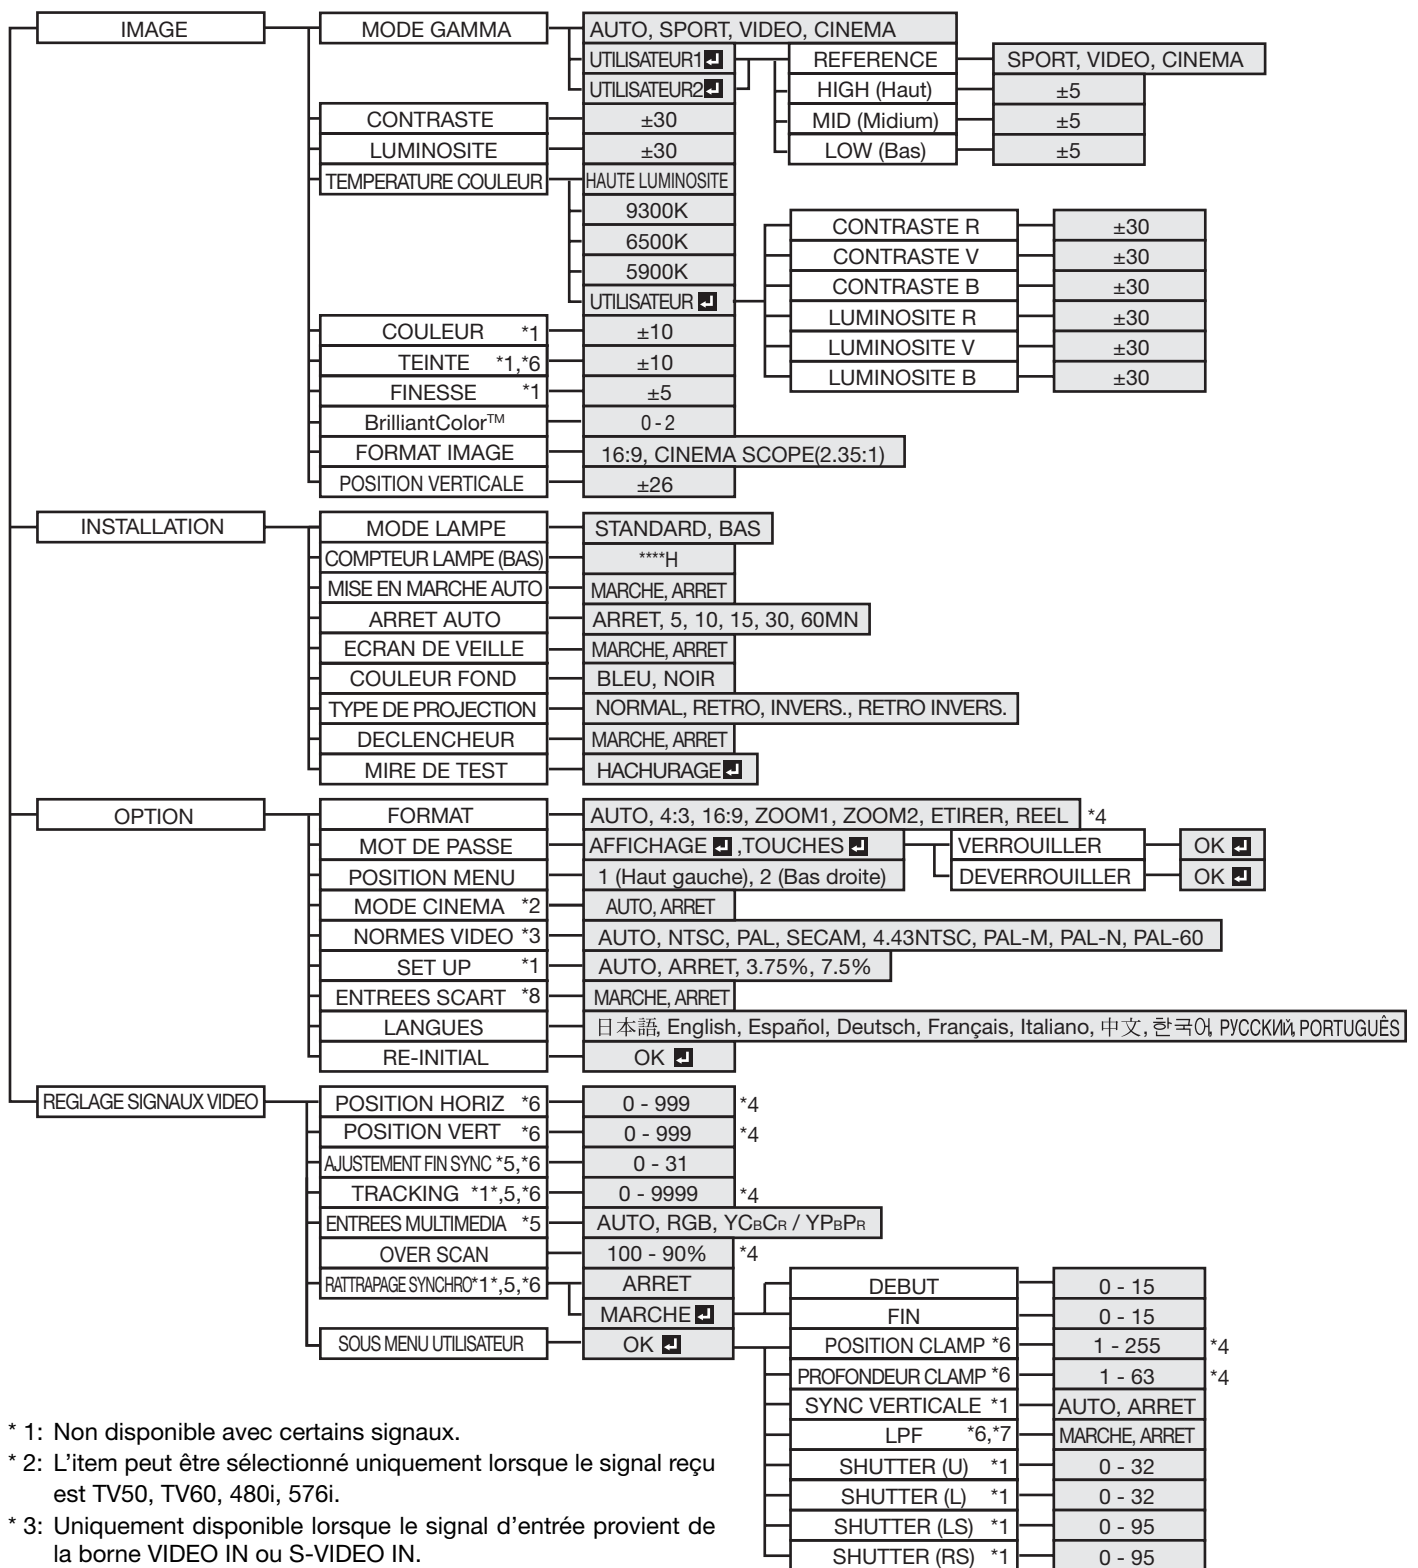 IMAGE MODE GAMMA AUTO, SPORT, VIDEO, CINEMA
UTILISATEUR1 REFERENCE SPORT, VIDEO, CINEMA
UTILISATEUR2 HIGH (Haut) ±5
CONTRASTE ±30 MID (Midium) ±5
LUMINOSITE ±30 LOW (Bas) ±5
TEMPERATURE COULEUR HAUTE LUMINOSITE
9300K CONTRASTE R ±30
6500K CONTRASTE V ±30
5900K CONTRASTE B ±30
UTILISATEUR LUMINOSITE R ±30
COULEUR *1 ±10 LUMINOSITE V ±30
TEINTE *1,*6 ±10 LUMINOSITE B ±30
FINESSE *1 ±5
BrilliantColor™ 0 - 2
FORMAT IMAGE 16:9, CINEMA SCOPE(2.35:1)
POSITION VERTICALE ±26
INSTALLATION MODE LAMPE STANDARD, BAS
COMPTEUR LAMPE (BAS) ****H
MISE EN MARCHE AUTO MARCHE, ARRET
ARRET AUTO ARRET, 5, 10, 15, 30, 60MN
ECRAN DE VEILLE MARCHE, ARRET
COULEUR FOND BLEU, NOIR
TYPE DE PROJECTION NORMAL, RETRO, INVERS., RETRO INVERS.
DECLENCHEUR MARCHE, ARRET
MIRE DE TEST HACHURAGE
OPTION FORMAT AUTO, 4:3, 16:9, ZOOM1, ZOOM2, ETIRER, REEL *4
MOT DE PASSE AFFICHAGE ,TOUCHES VERROUILLER OK
POSITION MENU 1 (Haut gauche), 2 (Bas droite) DEVERROUILLER OK
MODE CINEMA *2 AUTO, ARRET
NORMES VIDEO *3 AUTO, NTSC, PAL, SECAM, 4.43NTSC, PAL-M, PAL-N, PAL-60
SET UP *1 AUTO, ARRET, 3.75%, 7.5%
ENTREES SCART *8 MARCHE, ARRET
LANGUES 日本語, English, Español, Deutsch, Français, Italiano, 中文, 한국어, РУССКИЙ, PORTUGUÊS
RE-INITIAL OK
REGLAGE SIGNAUX VIDEO POSITION HORIZ *6 0 - 999 *4
POSITION VERT *6 0 - 999 *4
AJUSTEMENT FIN SYNC *5,*6 0 - 31
TRACKING *1*,5,*6 0 - 9999 *4
ENTREES MULTIMEDIA *5 AUTO, RGB, YCBCR / YPBPR
OVER SCAN 100 - 90% *4
RATTRAPAGE SYNCHRO*1*,5,*6 ARRET DEBUT 0 - 15
MARCHE FIN 0 - 15
SOUS MENU UTILISATEUR OK POSITION CLAMP *6 1 - 255 *4
PROFONDEUR CLAMP *6 1 - 63 *4
SYNC VERTICALE *1 AUTO, ARRET
LPF *6,*7 MARCHE, ARRET
SHUTTER (U) *1 0 - 32
SHUTTER (L) *1 0 - 32
SHUTTER (LS) *1 0 - 95
SHUTTER (RS) *1 0 - 95
* 1: Non disponible avec certains signaux.
* 2: L'item peut être sélectionné uniquement lorsque le signal reçu
est TV50, TV60, 480i, 576i.
* 3: Uniquement disponible lorsque le signal d'entrée provient de
la borne VIDEO IN ou S-VIDEO IN.